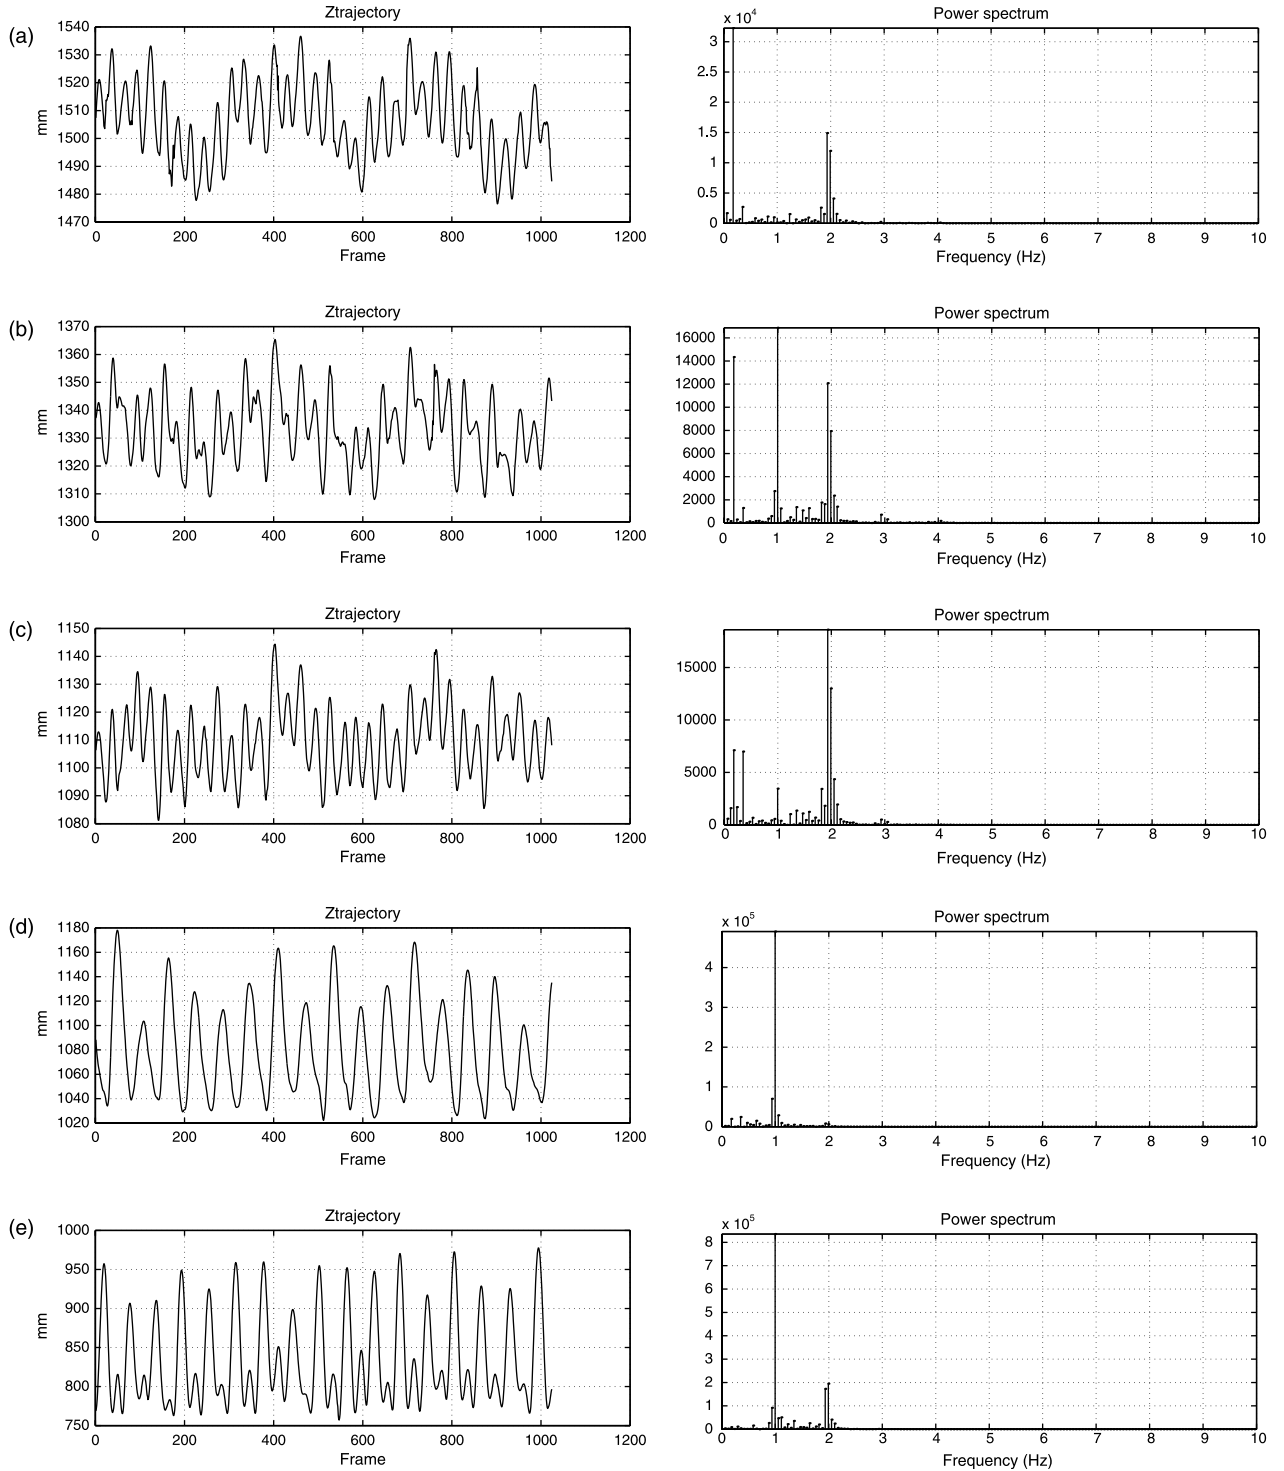 (a)
Ztrajectory
1540
1530
1520
1510
1500
1490
1480
1470
mm
0 200 400 600 800 1000 1200
Frame
Power spectrum
x 10^4
3
2.5
2
1.5
1
0.5
0
0 1 2 3 4 5 6 7 8 9 10
Frequency (Hz)
(b)
Ztrajectory
1370
1360
1350
1340
1330
1320
1310
1300
mm
0 200 400 600 800 1000 1200
Frame
Power spectrum
16000
14000
12000
10000
8000
6000
4000
2000
0
0 1 2 3 4 5 6 7 8 9 10
Frequency (Hz)
(c)
Ztrajectory
1150
1140
1130
1120
1110
1100
1090
1080
mm
0 200 400 600 800 1000 1200
Frame
Power spectrum
15000
10000
5000
0
0 1 2 3 4 5 6 7 8 9 10
Frequency (Hz)
(d)
Ztrajectory
1180
1160
1140
1120
1100
1080
1060
1040
1020
mm
0 200 400 600 800 1000 1200
Frame
Power spectrum
x 10^5
4
3
2
1
0
0 1 2 3 4 5 6 7 8 9 10
Frequency (Hz)
(e)
Ztrajectory
1000
950
900
850
800
750
mm
0 200 400 600 800 1000 1200
Frame
Power spectrum
x 10^5
8
7
6
5
4
3
2
1
0
0 1 2 3 4 5 6 7 8 9 10
Frequency (Hz)